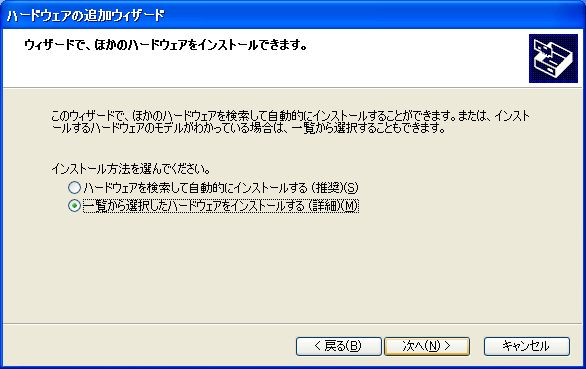 ハードウェアの追加ウィザード
ウィザードで、ほかのハードウェアをインストールできます。
このウィザードで、ほかのハードウェアを検索して自動的にインストールすることができます。または、インスト
ールするハードウェアのモデルがわかっている場合は、一覧から選択することもできます。
インストール方法を選んでください。
ハードウェアを検索して自動的にインストールする (推奨)(S)
一覧から選択したハードウェアをインストールする (詳細)(M)
< 戻る(B) 次へ(N) > キャンセル